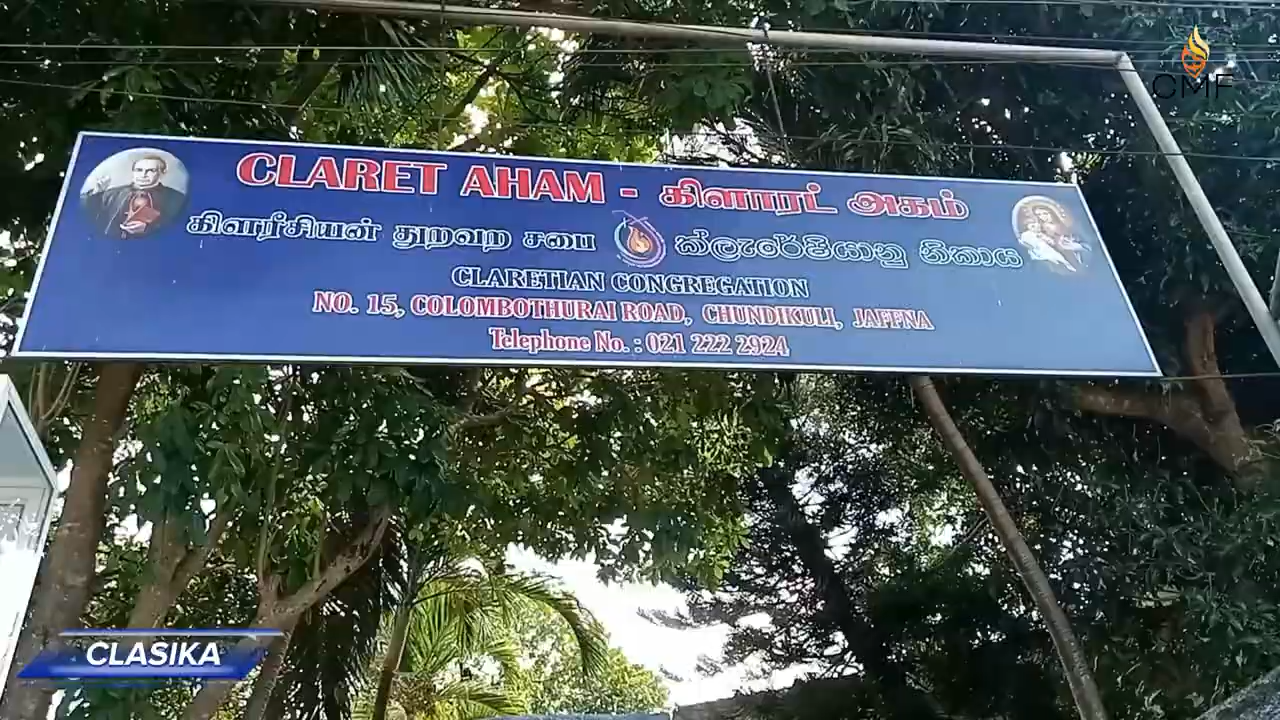 CMF
CLARET AHAM - கிளாரட் அகம்
கிளரீசியன் துறவற சபை ක්ලැරේෂියානු නිකාය
CLARETIAN CONGREGATION
NO. 15, COLOMBOTHURAI ROAD, CHUNDIKULI, JAFFNA
Telephone No. : 021 222 2924
CLASIKA